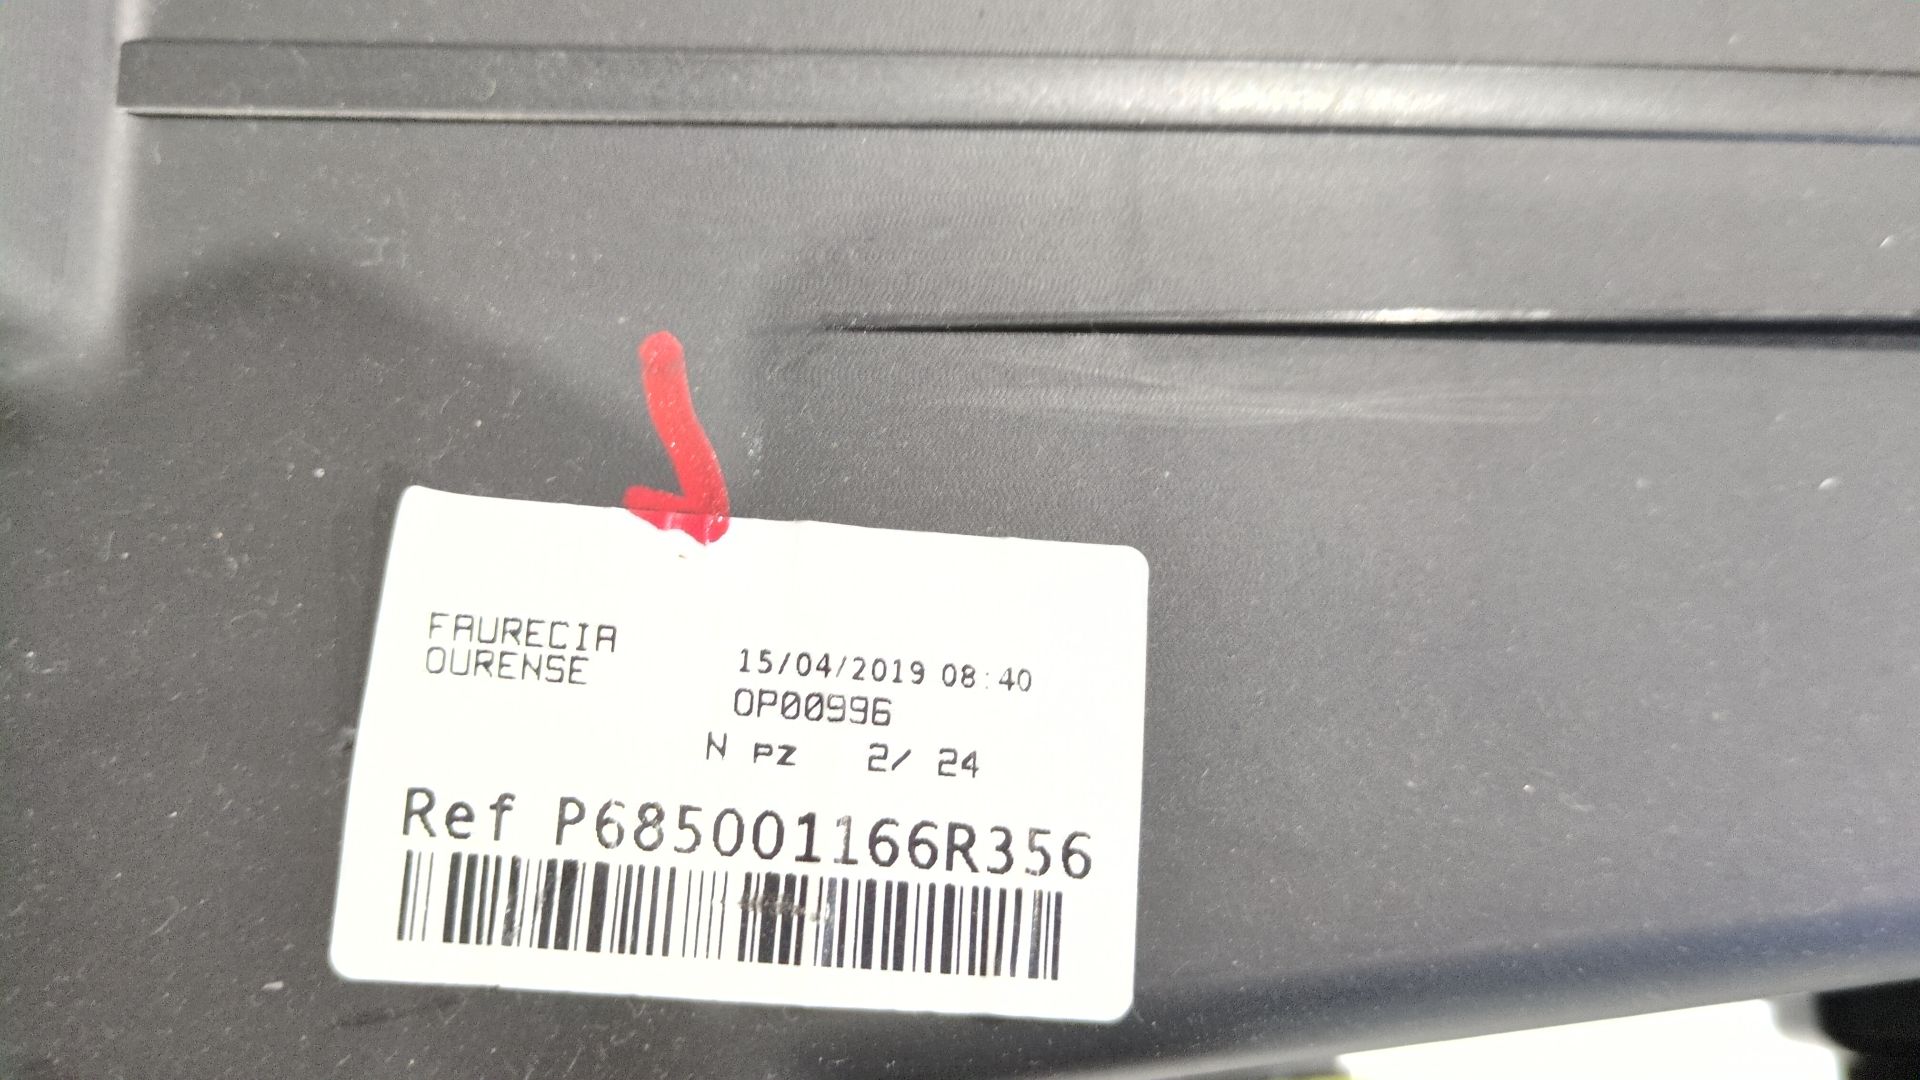 FAURECIA
OURENSE
15/04/2019 08:40
OP00996
N PZ 2/ 24
Ref P685001166R356